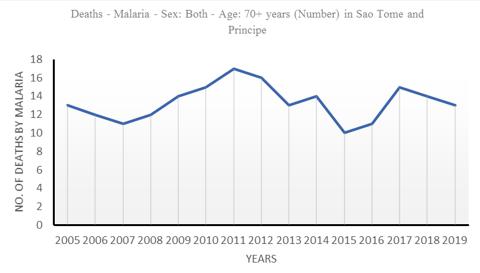 Deaths - Malaria - Sex: Both - Age: 70+ years (Number) in Sao Tome and
Principe
NO. OF DEATHS BY MALARIA
18
16
14
12
10
8
6
4
2
0
2005 2006 2007 2008 2009 2010 2011 2012 2013 2014 2015 2016 2017 2018 2019
YEARS